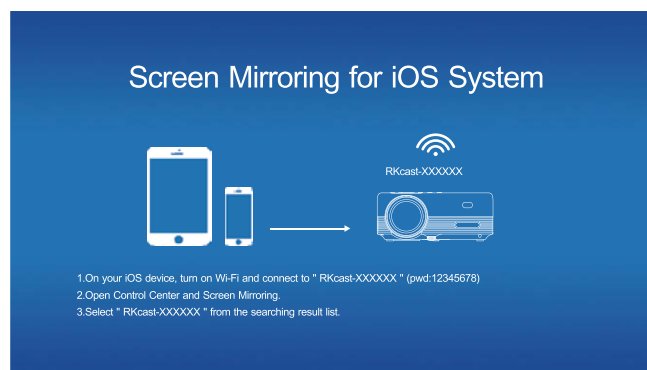 Screen Mirroring for iOS System
RKcast-XXXXXX
1.On your iOS device, turn on Wi-Fi and connect to " RKcast-XXXXXX " (pwd:12345678)
2.Open Control Center and Screen Mirroring.
3.Select " RKcast-XXXXXX " from the searching result list.